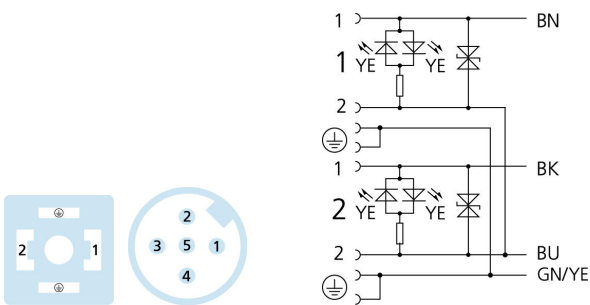 1 BN
1 YE YE
2
1 BK
2 YE YE
2 BU
GN/YE
2 1
2
3 5 1
4